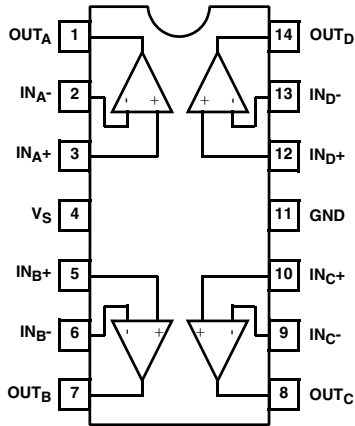 OUTA 1 14 OUTD
INA- 2 - + + - 13 IND-
INA+ 3 12 IND+
VS 4 11 GND
INB+ 5 10 INC+
INB- 6 - + + - 9 INC-
OUTB 7 8 OUTC